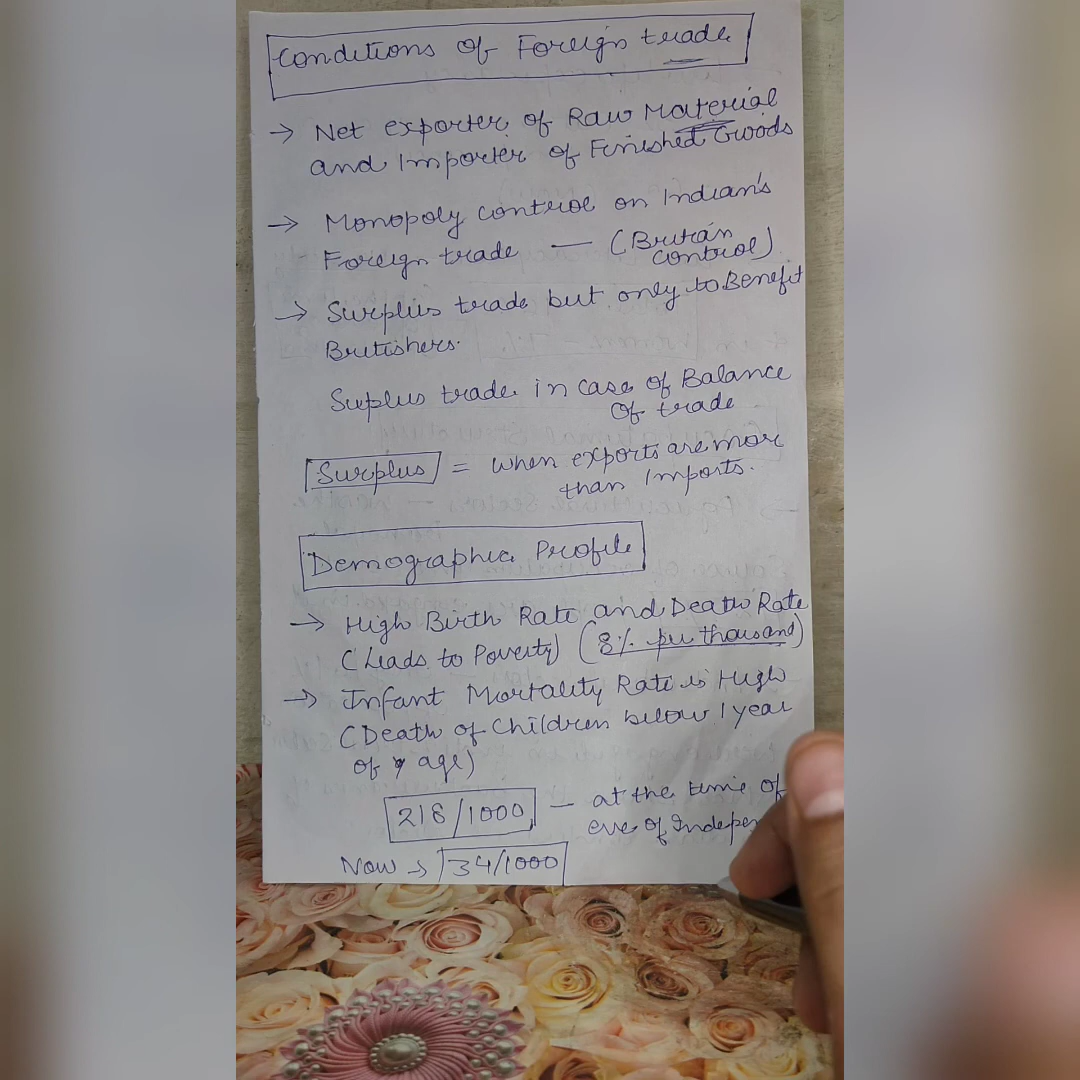 Conditions of Foreign trade
→ Net exporter of Raw Material
and Importer of Finished Goods
→ Monopoly control on Indian's
Foreign trade — (Britian
control)
→ Surplus trade but only to Benefit
Britishers.
Suplus trade in case of Balance
of trade
Surplus = when exports are more
than Imports.
Demographic Profile
→ High Birth Rate and Death Rate
(Leads to Poverty) (8% per thousand)
→ Infant Mortality Rate is High
(Death of Children below 1 year
of age)
218/1000 — at the time of
eve of Indepen
Now → 34/1000